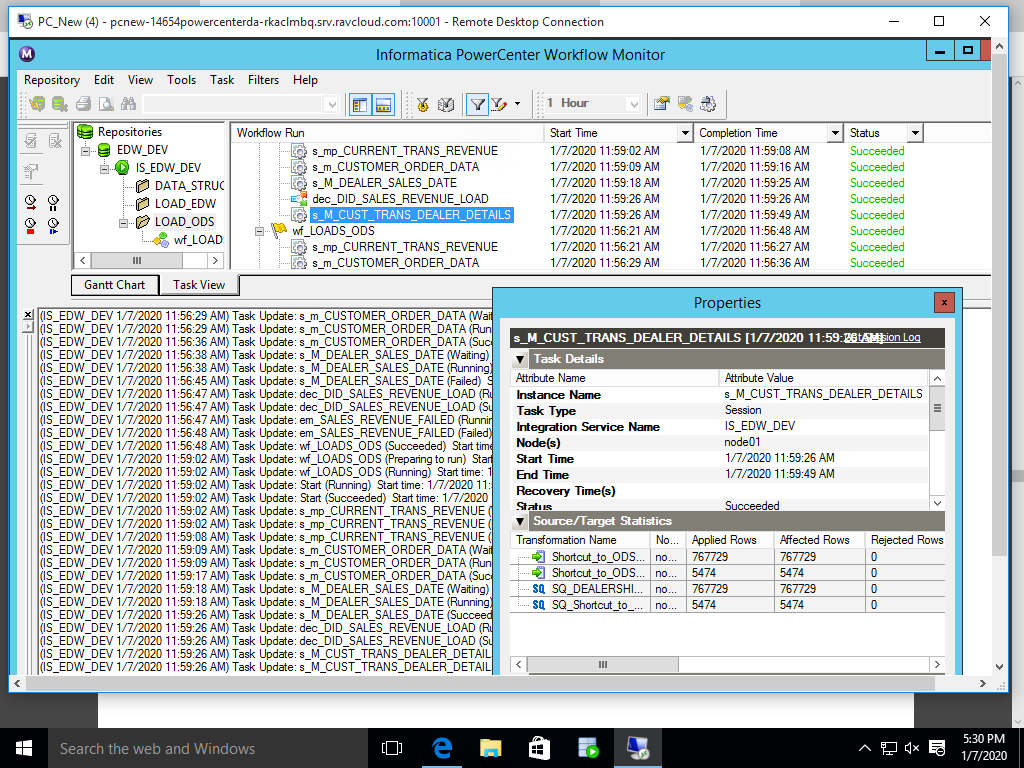 PC_New (4) - pcnew-14654powercenterda-rkaclmbq.srv.ravcloud.com:10001 - Remote Desktop Connection
M
Informatica PowerCenter Workflow Monitor
Repository Edit View Tools Task Filters Help
1 Hour
Repositories
EDW_DEV
IS_EDW_DEV
DATA_STRUC
LOAD_EDW
LOAD_ODS
wf_LOAD
Workflow Run Start Time Completion Time Status
s_mp_CURRENT_TRANS_REVENUE 1/7/2020 11:59:02 AM 1/7/2020 11:59:08 AM Succeeded
s_m_CUSTOMER_ORDER_DATA 1/7/2020 11:59:09 AM 1/7/2020 11:59:16 AM Succeeded
s_M_DEALER_SALES_DATE 1/7/2020 11:59:18 AM 1/7/2020 11:59:25 AM Succeeded
dec_DID_SALES_REVENUE_LOAD 1/7/2020 11:59:26 AM 1/7/2020 11:59:26 AM Succeeded
s_M_CUST_TRANS_DEALER_DETAILS 1/7/2020 11:59:26 AM 1/7/2020 11:59:49 AM Succeeded
wf_LOADS_ODS 1/7/2020 11:56:21 AM 1/7/2020 11:56:48 AM Succeeded
s_mp_CURRENT_TRANS_REVENUE 1/7/2020 11:56:21 AM 1/7/2020 11:56:27 AM Succeeded
s_m_CUSTOMER_ORDER_DATA 1/7/2020 11:56:29 AM 1/7/2020 11:56:36 AM Succeeded
Gantt Chart Task View
(IS_EDW_DEV 1/7/2020 11:56:29 AM) Task Update: s_m_CUSTOMER_ORDER_DATA (Wait
(IS_EDW_DEV 1/7/2020 11:56:29 AM) Task Update: s_m_CUSTOMER_ORDER_DATA (Run
(IS_EDW_DEV 1/7/2020 11:56:36 AM) Task Update: s_m_CUSTOMER_ORDER_DATA (Succ
(IS_EDW_DEV 1/7/2020 11:56:38 AM) Task Update: s_M_DEALER_SALES_DATE (Waiting)
(IS_EDW_DEV 1/7/2020 11:56:38 AM) Task Update: s_M_DEALER_SALES_DATE (Running)
(IS_EDW_DEV 1/7/2020 11:56:45 AM) Task Update: s_M_DEALER_SALES_DATE (Failed) S
(IS_EDW_DEV 1/7/2020 11:56:47 AM) Task Update: dec_DID_SALES_REVENUE_LOAD (Ru
(IS_EDW_DEV 1/7/2020 11:56:47 AM) Task Update: dec_DID_SALES_REVENUE_LOAD (Su
(IS_EDW_DEV 1/7/2020 11:56:47 AM) Task Update: em_SALES_REVENUE_FAILED (Runnin
(IS_EDW_DEV 1/7/2020 11:56:48 AM) Task Update: em_SALES_REVENUE_FAILED (Failed)
(IS_EDW_DEV 1/7/2020 11:56:48 AM) Task Update: wf_LOADS_ODS (Succeeded) Start time
(IS_EDW_DEV 1/7/2020 11:59:02 AM) Task Update: wf_LOADS_ODS (Preparing to run) Start
(IS_EDW_DEV 1/7/2020 11:59:02 AM) Task Update: wf_LOADS_ODS (Running) Start time: 1
(IS_EDW_DEV 1/7/2020 11:59:02 AM) Task Update: Start (Running) Start time: 1/7/2020 11:
(IS_EDW_DEV 1/7/2020 11:59:02 AM) Task Update: Start (Succeeded) Start time: 1/7/2020
(IS_EDW_DEV 1/7/2020 11:59:02 AM) Task Update: s_mp_CURRENT_TRANS_REVENUE (
(IS_EDW_DEV 1/7/2020 11:59:02 AM) Task Update: s_mp_CURRENT_TRANS_REVENUE (
(IS_EDW_DEV 1/7/2020 11:59:08 AM) Task Update: s_mp_CURRENT_TRANS_REVENUE (
(IS_EDW_DEV 1/7/2020 11:59:09 AM) Task Update: s_m_CUSTOMER_ORDER_DATA (Wait
(IS_EDW_DEV 1/7/2020 11:59:09 AM) Task Update: s_m_CUSTOMER_ORDER_DATA (Run
(IS_EDW_DEV 1/7/2020 11:59:17 AM) Task Update: s_m_CUSTOMER_ORDER_DATA (Succ
(IS_EDW_DEV 1/7/2020 11:59:18 AM) Task Update: s_M_DEALER_SALES_DATE (Waiting)
(IS_EDW_DEV 1/7/2020 11:59:18 AM) Task Update: s_M_DEALER_SALES_DATE (Running)
(IS_EDW_DEV 1/7/2020 11:59:26 AM) Task Update: s_M_DEALER_SALES_DATE (Succeed
(IS_EDW_DEV 1/7/2020 11:59:26 AM) Task Update: dec_DID_SALES_REVENUE_LOAD (Ru
(IS_EDW_DEV 1/7/2020 11:59:26 AM) Task Update: dec_DID_SALES_REVENUE_LOAD (Su
(IS_EDW_DEV 1/7/2020 11:59:26 AM) Task Update: s_M_CUST_TRANS_DEALER_DETAIL
(IS_EDW_DEV 1/7/2020 11:59:26 AM) Task Update: s_M_CUST_TRANS_DEALER_DETAIL
Properties
s_M_CUST_TRANS_DEALER_DETAILS [1/7/2020 11:59:26 AM] Get Session Log
Task Details
Attribute Name Attribute Value
Instance Name s_M_CUST_TRANS_DEALER_DETAILS
Task Type Session
Integration Service Name IS_EDW_DEV
Node(s) node01
Start Time 1/7/2020 11:59:26 AM
End Time 1/7/2020 11:59:49 AM
Recovery Time(s)
Status Succeeded
Source/Target Statistics
Transformation Name No... Applied Rows Affected Rows Rejected Rows
Shortcut_to_ODS... no... 767729 767729 0
Shortcut_to_ODS... no... 5474 5474 0
SQ SQ_DEALERSHI... no... 767729 767729 0
SQ SQ_Shortcut_to_... no... 5474 5474 0
Search the web and Windows
5:30 PM
1/7/2020